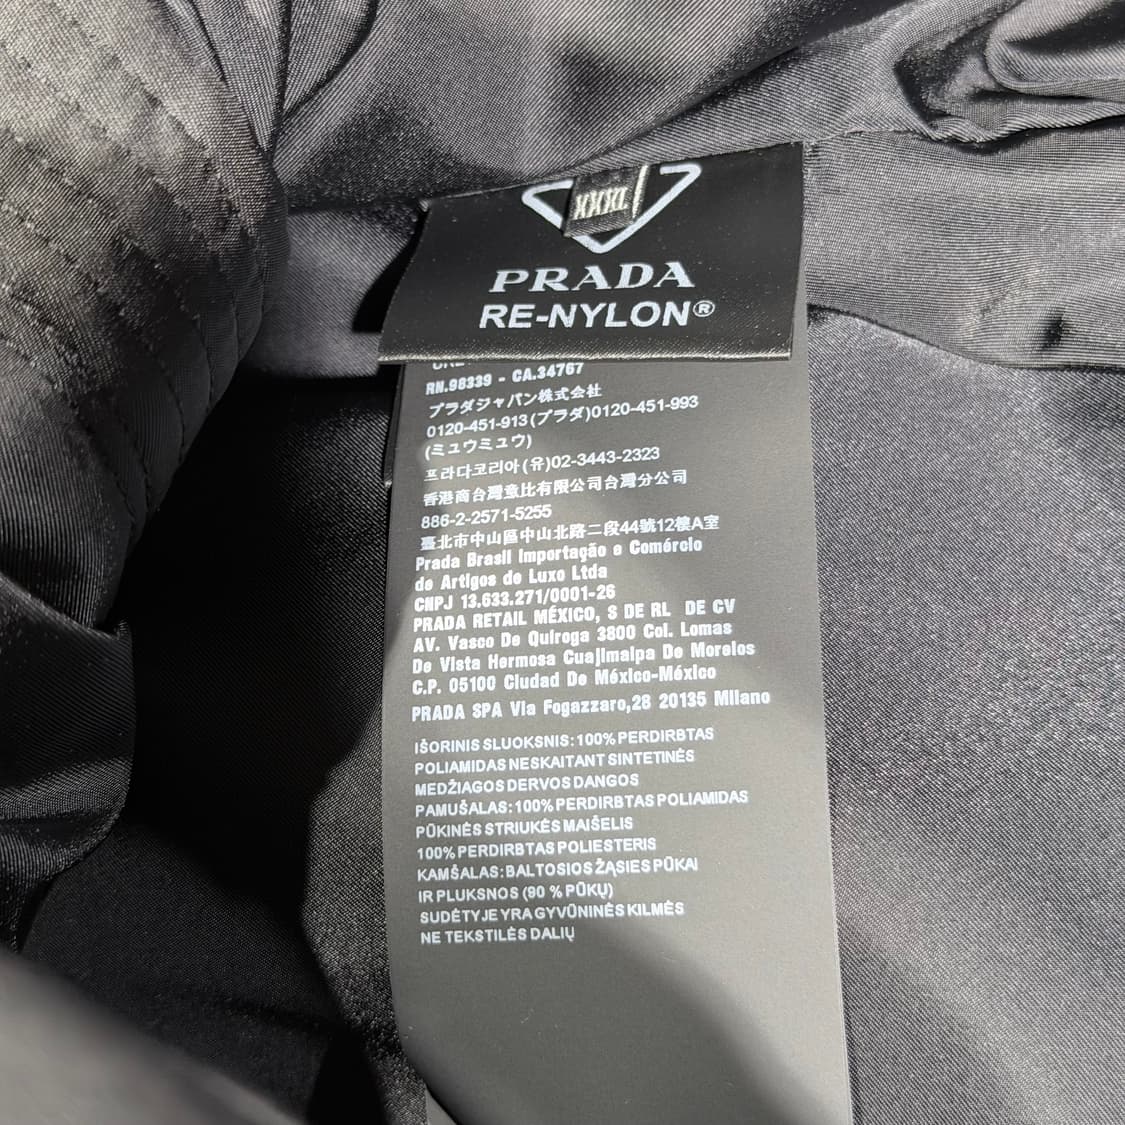 XXXL
PRADA
RE-NYLON®
RN.98339 - CA.34767
プラダジャパン株式会社
0120-451-913(プラダ)0120-451-993
(ミュウミュウ)
프라다코리아(유)02-3443-2323
香港商台灣意比有限公司台灣分公司
886-2-2571-5255
臺北市中山區中山北路二段44號12樓A室
Prada Brasil Importação e Comércio
de Artigos de Luxo Ltda
CNPJ 13.633.271/0001-26
PRADA RETAIL MÉXICO, S DE RL DE CV
AV. Vasco De Quiroga 3800 Col. Lomas
De Vista Hermosa Cuajimalpa De Morelos
C.P. 05100 Ciudad De México-México
PRADA SPA Via Fogazzaro,28 20135 Milano
IŠORINIS SLUOKSNIS: 100% PERDIRBTAS
POLIAMIDAS NESKAITANT SINTETINĖS
MEDŽIAGOS DERVOS DANGOS
PAMUŠALAS: 100% PERDIRBTAS POLIAMIDAS
PŪKINĖS STRIUKĖS MAIŠELIS
100% PERDIRBTAS POLIESTERIS
KAMŠALAS: BALTOSIOS ŽĄSIES PŪKAI
IR PLUKSNOS (90 % PŪKŲ)
SUDĖTYJE YRA GYVŪNINĖS KILMĖS
NE TEKSTILĖS DALIŲ